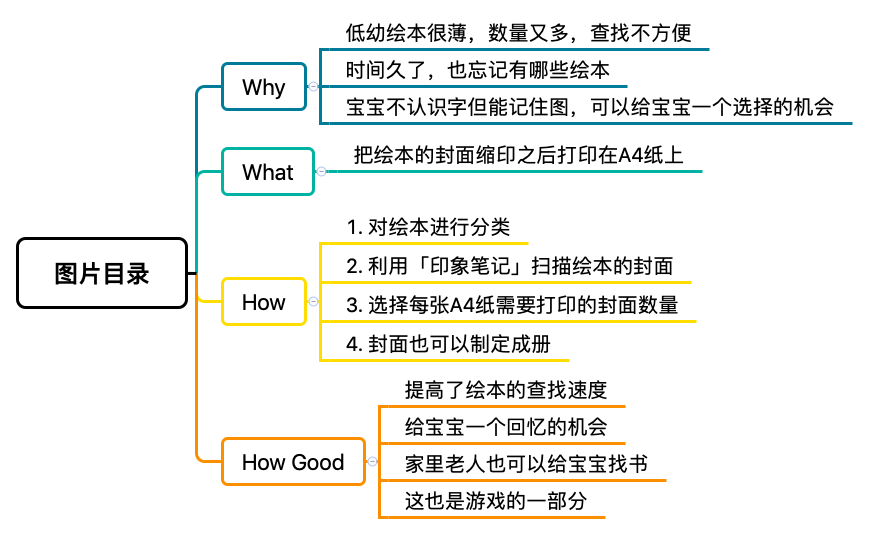 图片目录
Why
低幼绘本很薄，数量又多，查找不方便
时间久了，也忘记有哪些绘本
宝宝不认识字但能记住图，可以给宝宝一个选择的机会
What
把绘本的封面缩印之后打印在A4纸上
How
1. 对绘本进行分类
2. 利用「印象笔记」扫描绘本的封面
3. 选择每张A4纸需要打印的封面数量
4. 封面也可以制定成册
How Good
提高了绘本的查找速度
给宝宝一个回忆的机会
家里老人也可以给宝宝找书
这也是游戏的一部分